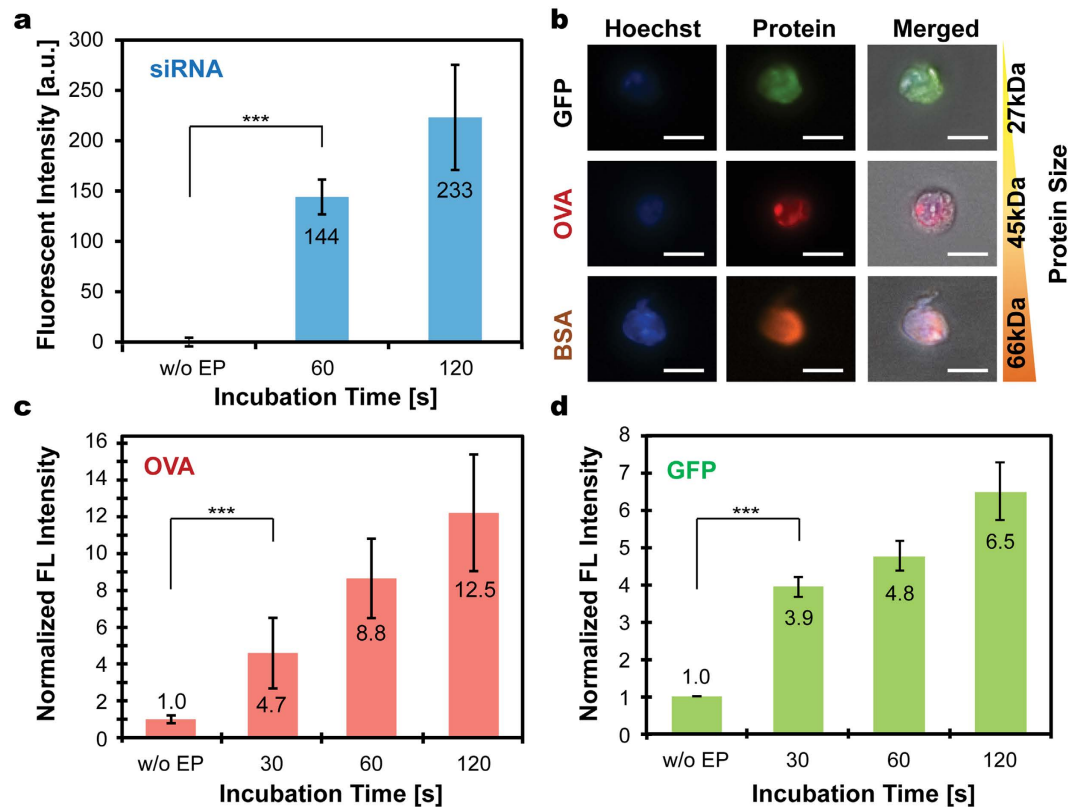 a
siRNA
Fluorescent Intensity [a.u.]
300
250
200
150
100
50
0
***
144
233
w/o EP
60
120
Incubation Time [s]
b
Hoechst
Protein
Merged
GFP
OVA
BSA
27kDa
45kDa
66kDa
Protein Size
c
OVA
Normalized FL Intensity
16
14
12
10
8
6
4
2
0
***
1.0
4.7
8.8
12.5
w/o EP
30
60
120
Incubation Time [s]
d
GFP
Normalized FL Intensity
8
7
6
5
4
3
2
1
0
***
1.0
3.9
4.8
6.5
w/o EP
30
60
120
Incubation Time [s]